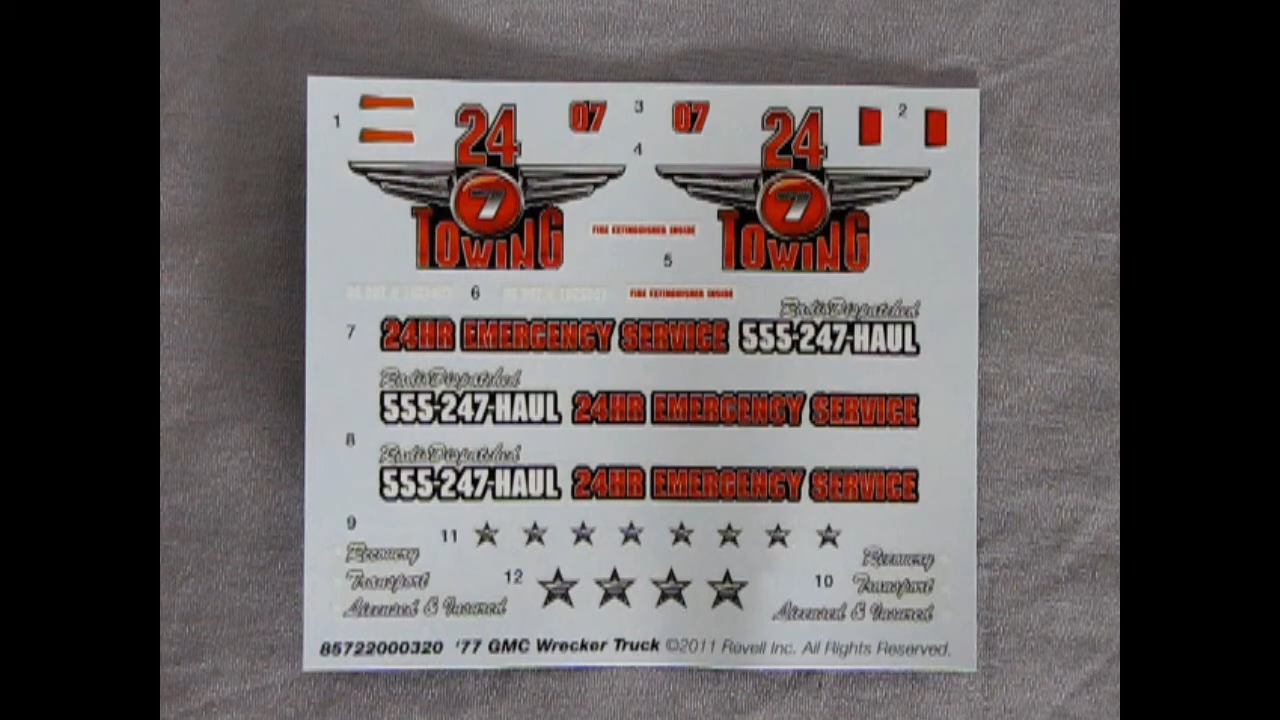 1 24 07 3 07 24 2
4
7 7
TOWING FIRE EXTINGUISHER INSIDE TOWING
5
6 FIRE EXTINGUISHER INSIDE
Radio Dispatched
7 24HR EMERGENCY SERVICE 555-247-HAUL
Radio Dispatched
555-247-HAUL 24HR EMERGENCY SERVICE
8
Radio Dispatched
555-247-HAUL 24HR EMERGENCY SERVICE
9 11
Recovery Recovery
Transport 12 10 Transport
Licensed & Insured Licensed & Insured
85722000320 '77 GMC Wrecker Truck ©2011 Revell Inc. All Rights Reserved.